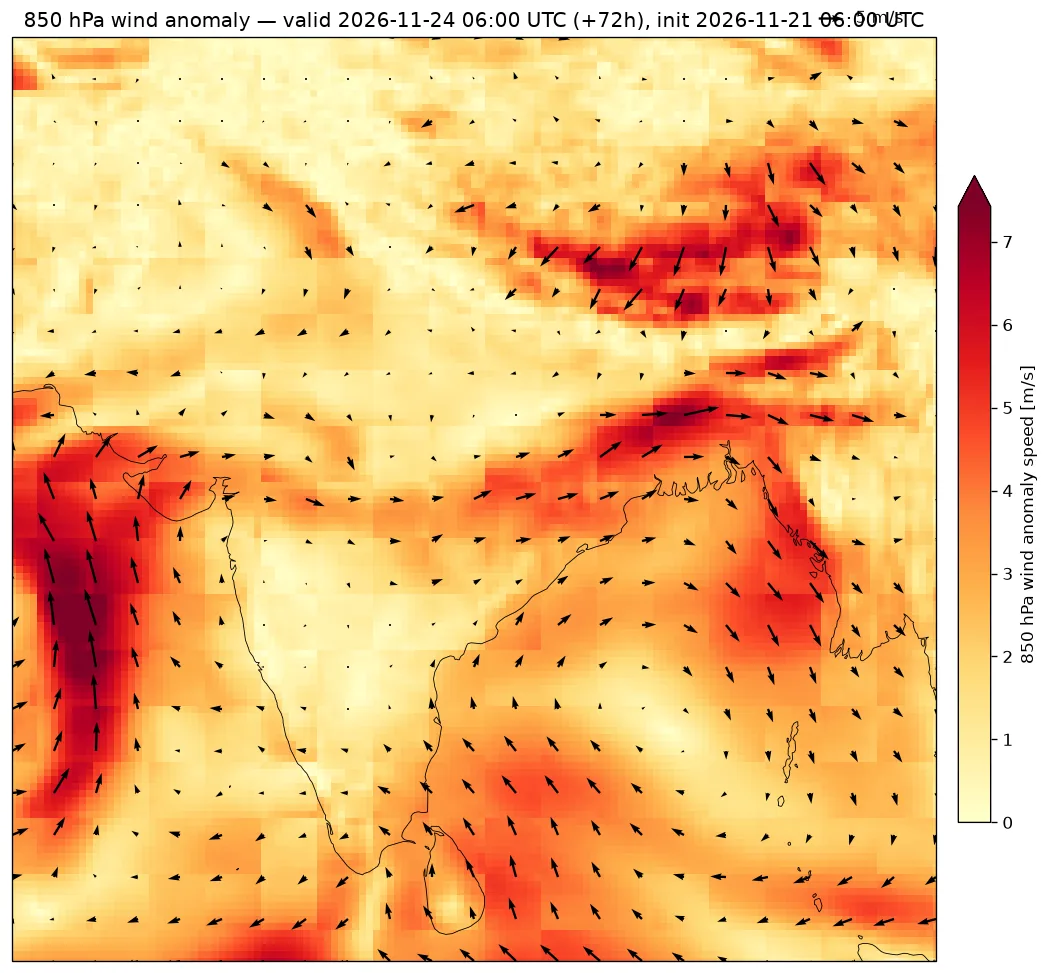 850 hPa wind anomaly — valid 2026-11-24 06:00 UTC (+72h), init 2026-11-21 06:00 UTC
5 m/s
7
6
5
4
3
2
1
0
850 hPa wind anomaly speed [m/s]